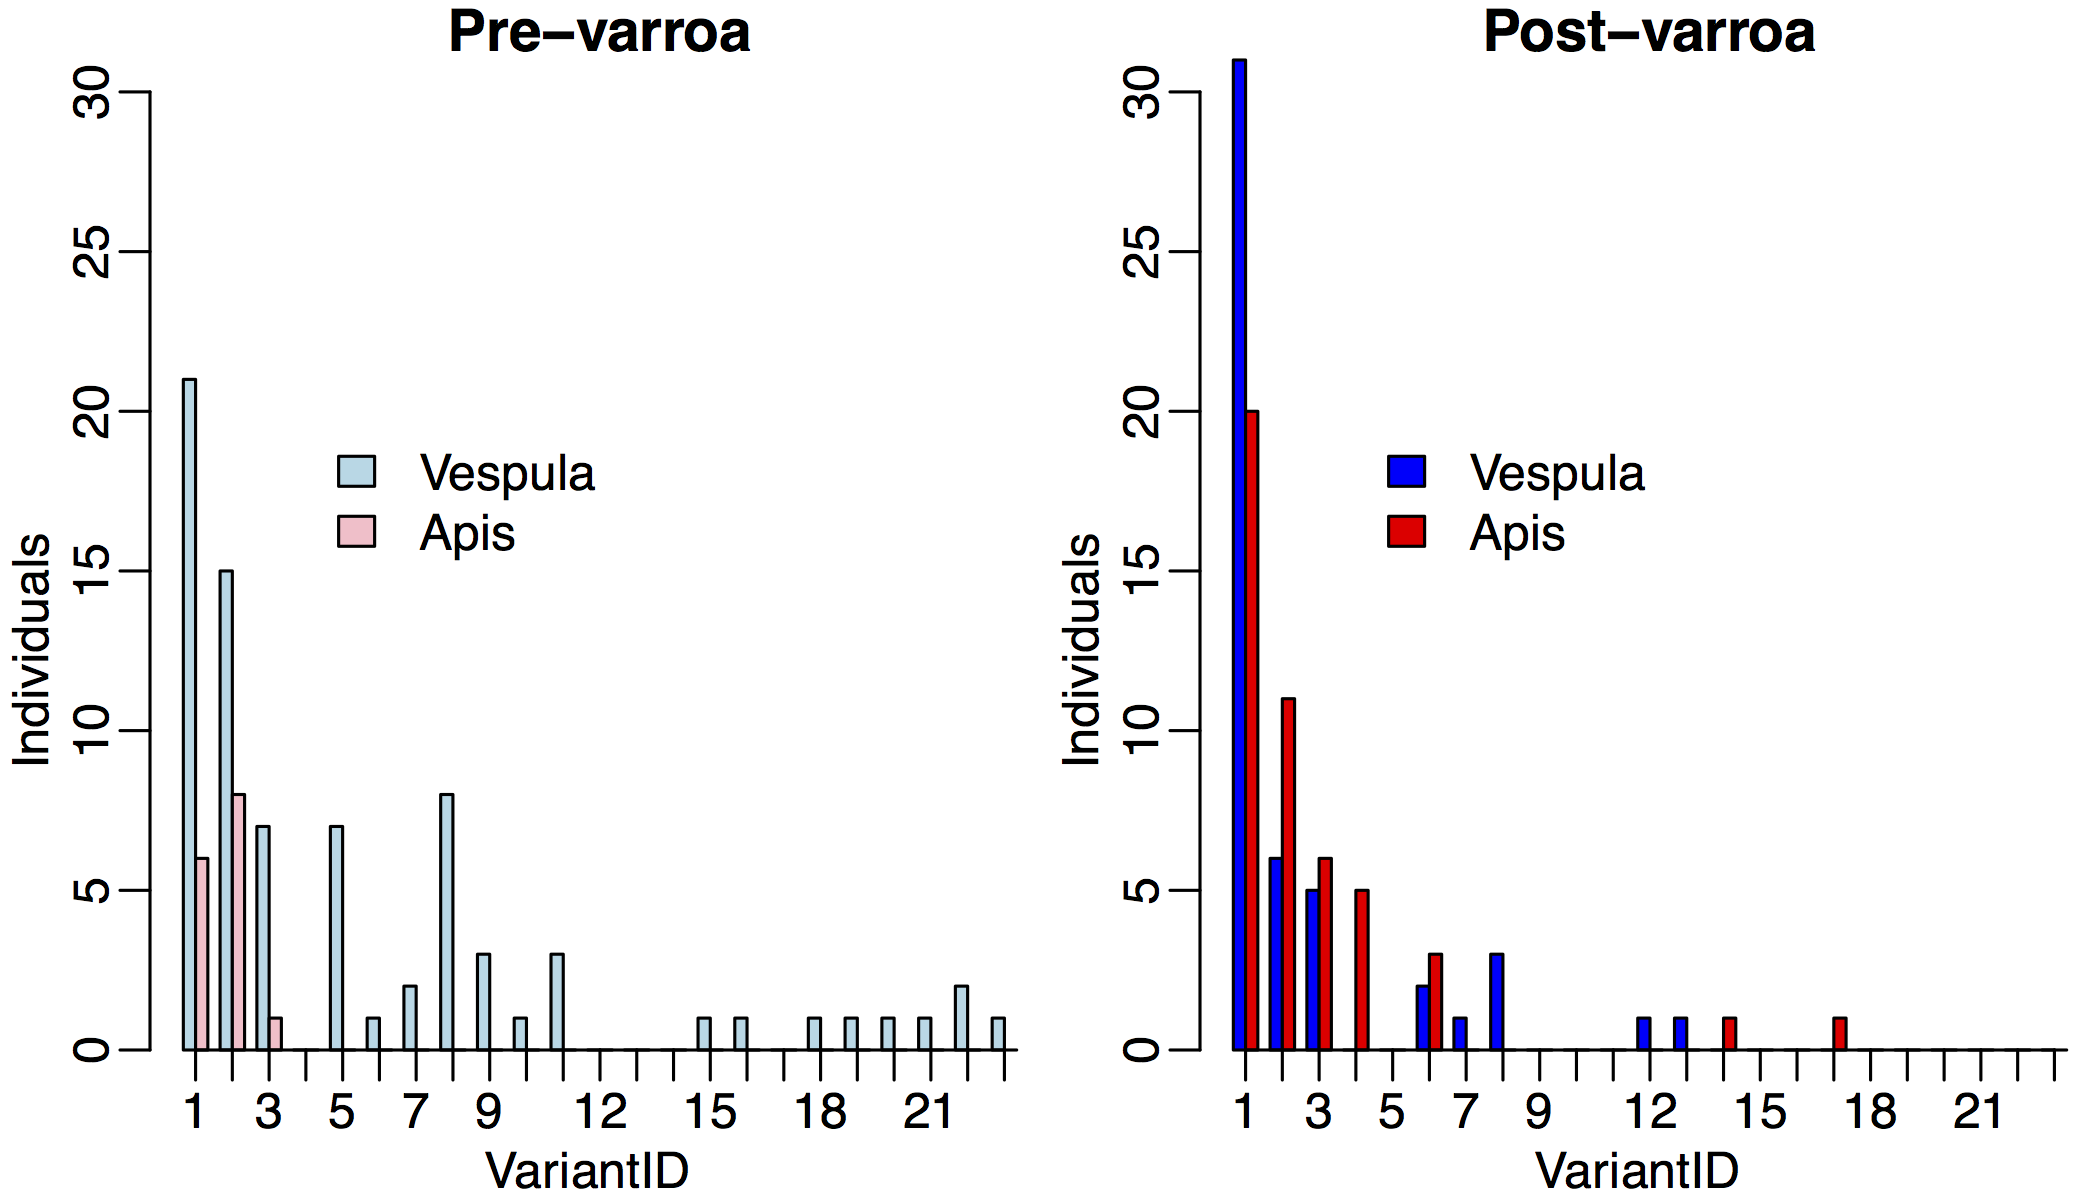 Pre−varroa
30
25
20
15
10
5
0
Individuals
Vespula
Apis
1 3 5 7 9 12 15 18 21
VariantID
Post−varroa
30
25
20
15
10
5
0
Individuals
Vespula
Apis
1 3 5 7 9 12 15 18 21
VariantID